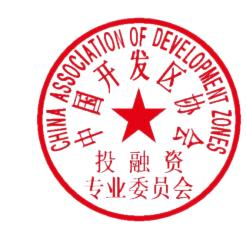 CHINA ASSOCIATION OF DEVELOPMENT ZONES
中国开发区协会
投融资
专业委员会